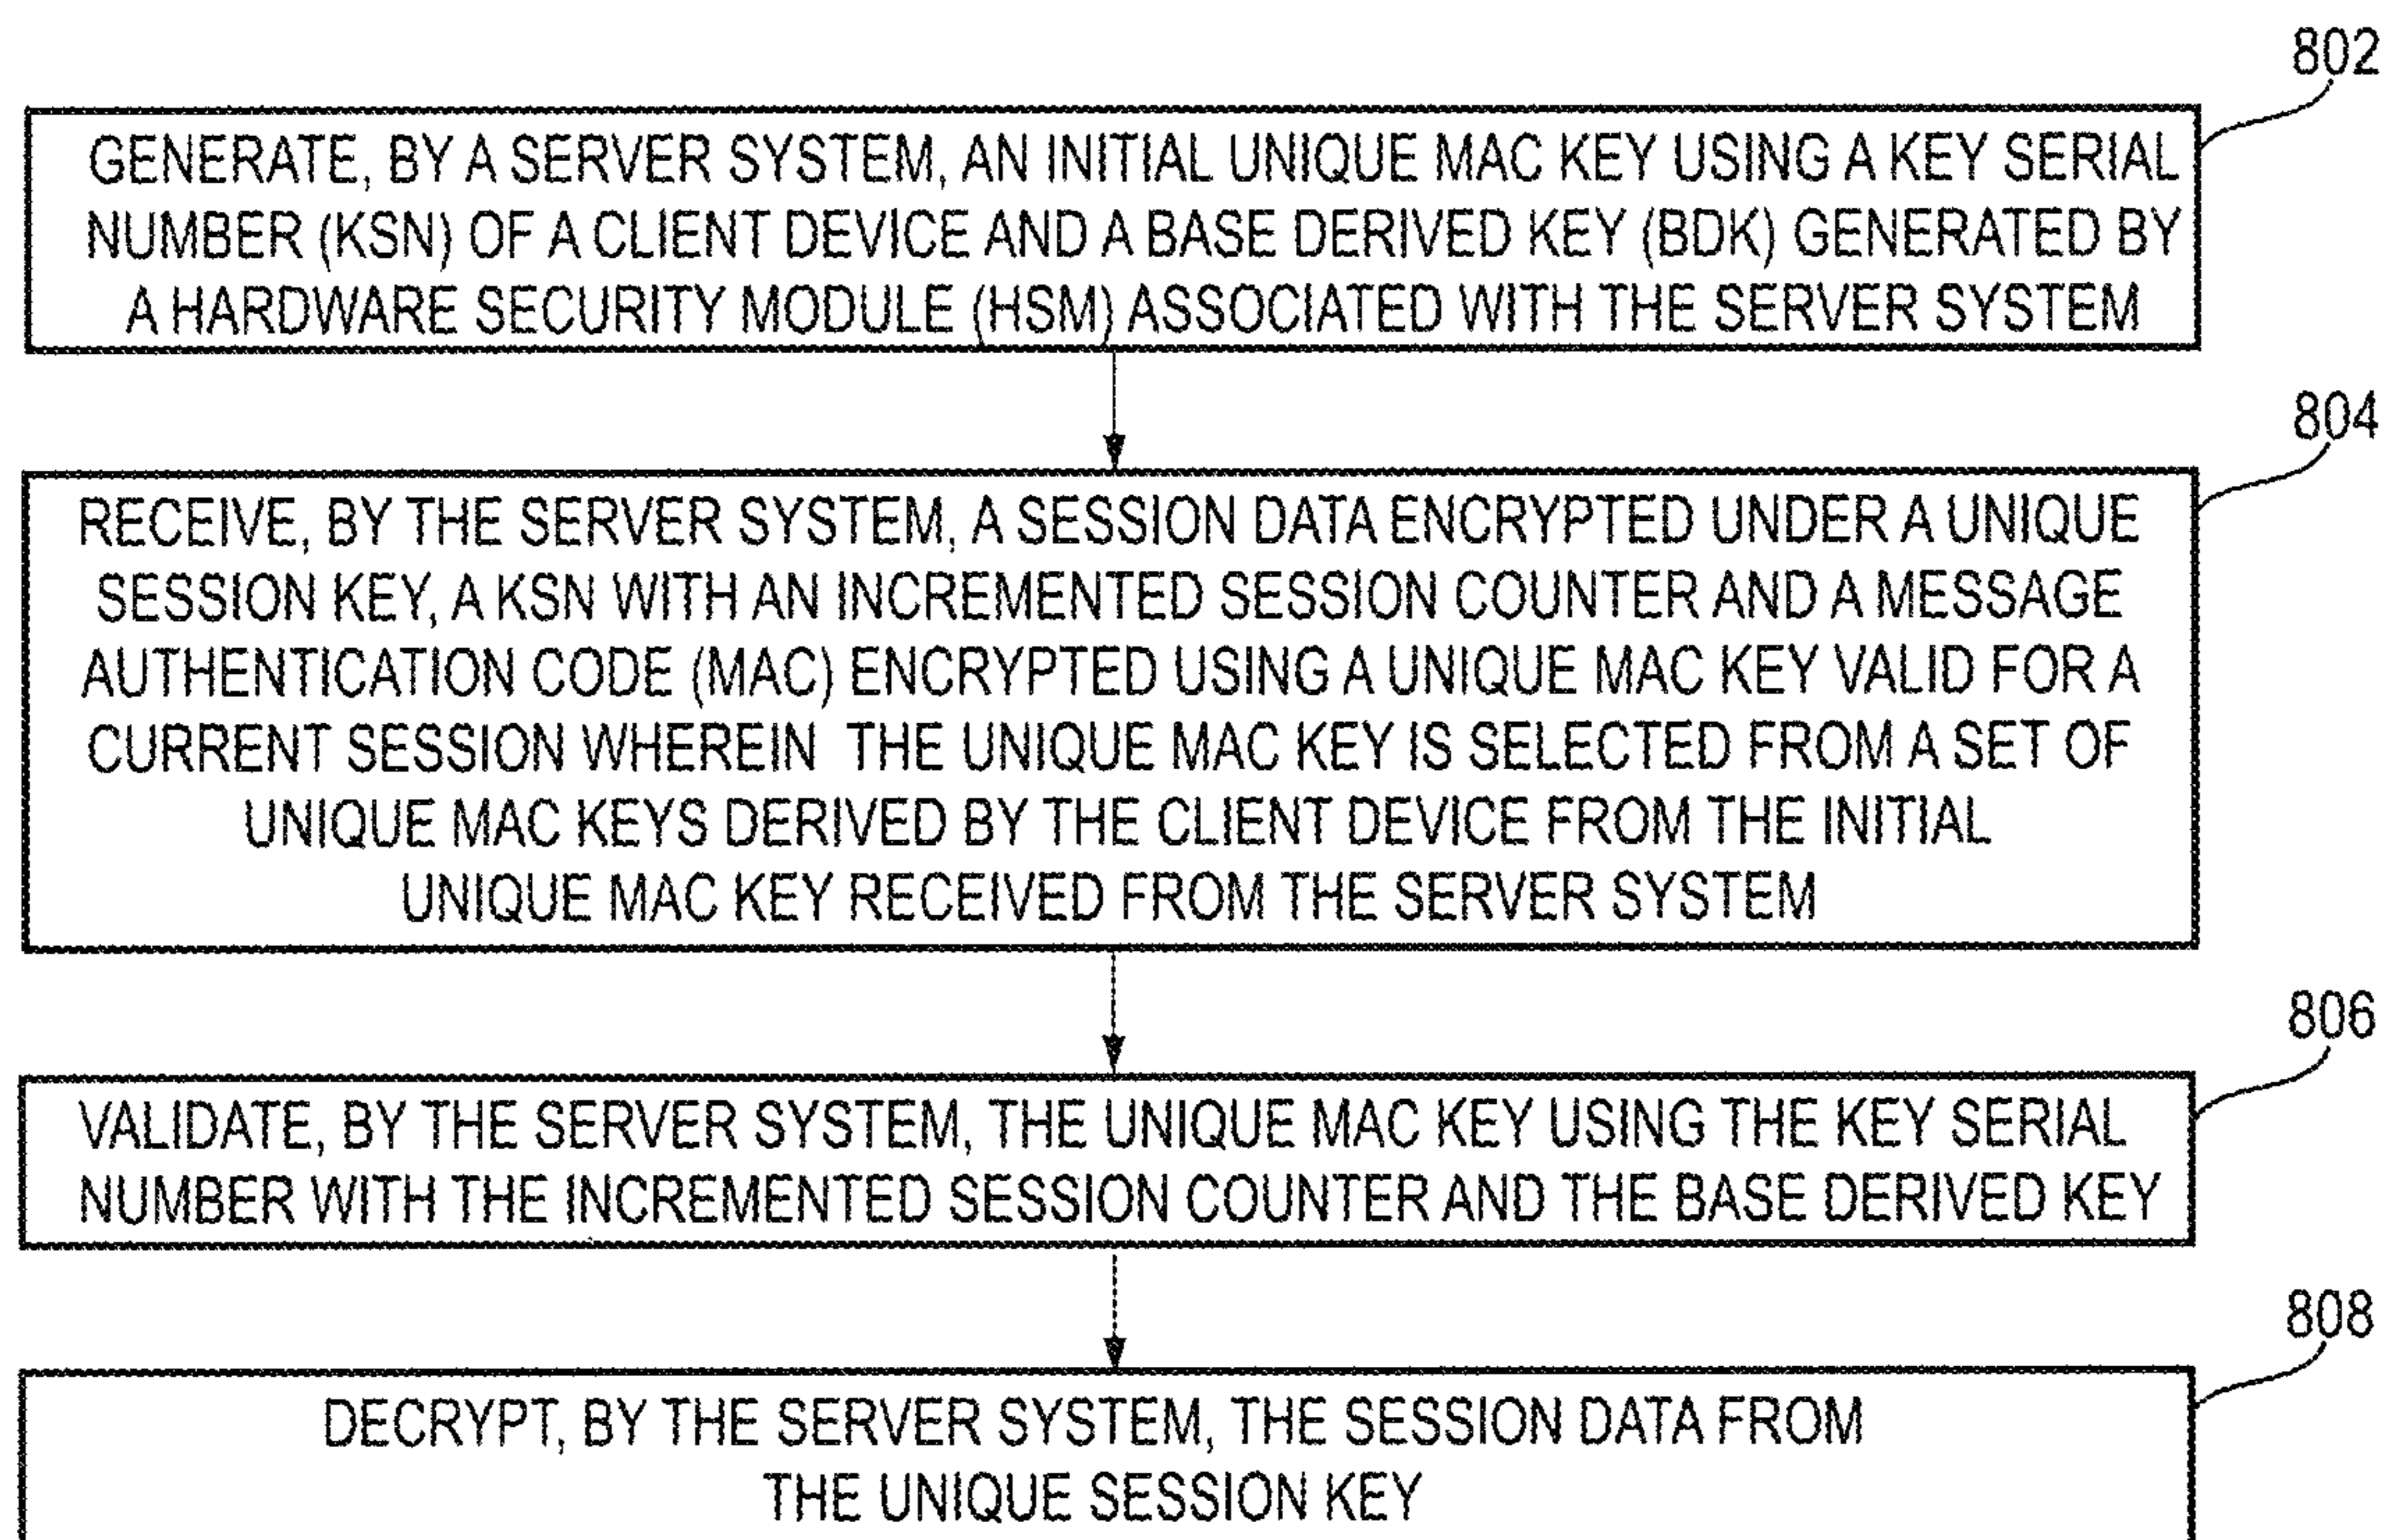 802
GENERATE, BY A SERVER SYSTEM, AN INITIAL UNIQUE MAC KEY USING A KEY SERIAL
NUMBER (KSN) OF A CLIENT DEVICE AND A BASE DERIVED KEY (BDK) GENERATED BY
A HARDWARE SECURITY MODULE (HSM) ASSOCIATED WITH THE SERVER SYSTEM
804
RECEIVE, BY THE SERVER SYSTEM, A SESSION DATA ENCRYPTED UNDER A UNIQUE
SESSION KEY, A KSN WITH AN INCREMENTED SESSION COUNTER AND A MESSAGE
AUTHENTICATION CODE (MAC) ENCRYPTED USING A UNIQUE MAC KEY VALID FOR A
CURRENT SESSION WHEREIN THE UNIQUE MAC KEY IS SELECTED FROM A SET OF
UNIQUE MAC KEYS DERIVED BY THE CLIENT DEVICE FROM THE INITIAL
UNIQUE MAC KEY RECEIVED FROM THE SERVER SYSTEM
806
VALIDATE, BY THE SERVER SYSTEM, THE UNIQUE MAC KEY USING THE KEY SERIAL
NUMBER WITH THE INCREMENTED SESSION COUNTER AND THE BASE DERIVED KEY
808
DECRYPT, BY THE SERVER SYSTEM, THE SESSION DATA FROM
THE UNIQUE SESSION KEY